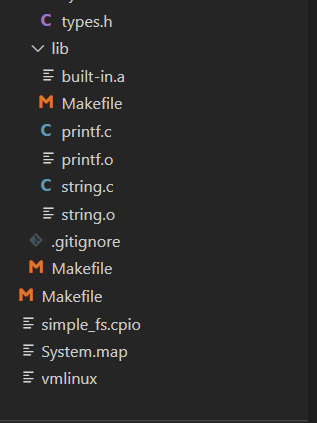 C types.h
lib
built-in.a
M Makefile
C printf.c
printf.o
C string.c
string.o
.gitignore
M Makefile
M Makefile
simple_fs.cpio
System.map
vmlinux